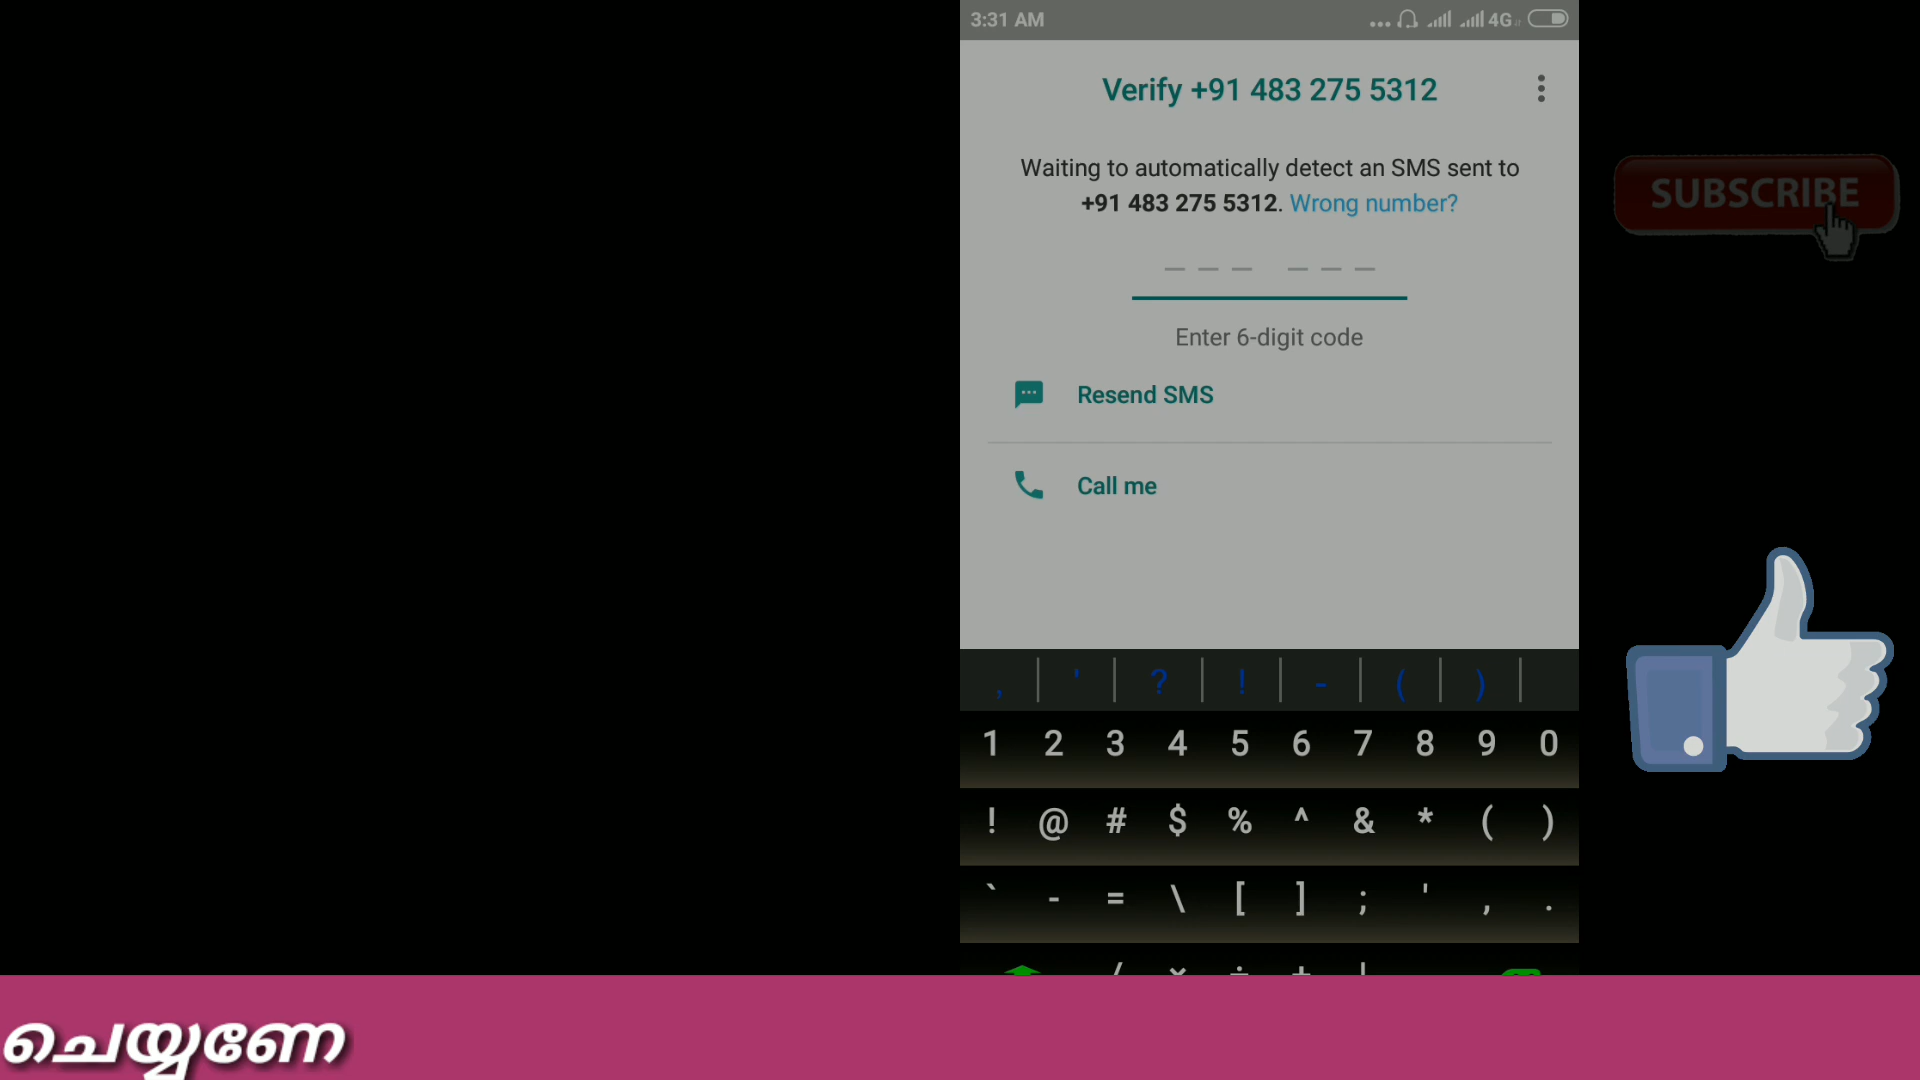 3:31 AM
4G
Verify +91 483 275 5312
Waiting to automatically detect an SMS sent to
+91 483 275 5312. Wrong number?
Enter 6-digit code
Resend SMS
Call me
SUBSCRIBE
, ' ? ! - ( )
1 2 3 4 5 6 7 8 9 0
! @ # $ % ^ & * ( )
` - = \ [ ] ; ' , .
ചെയ്യണേ